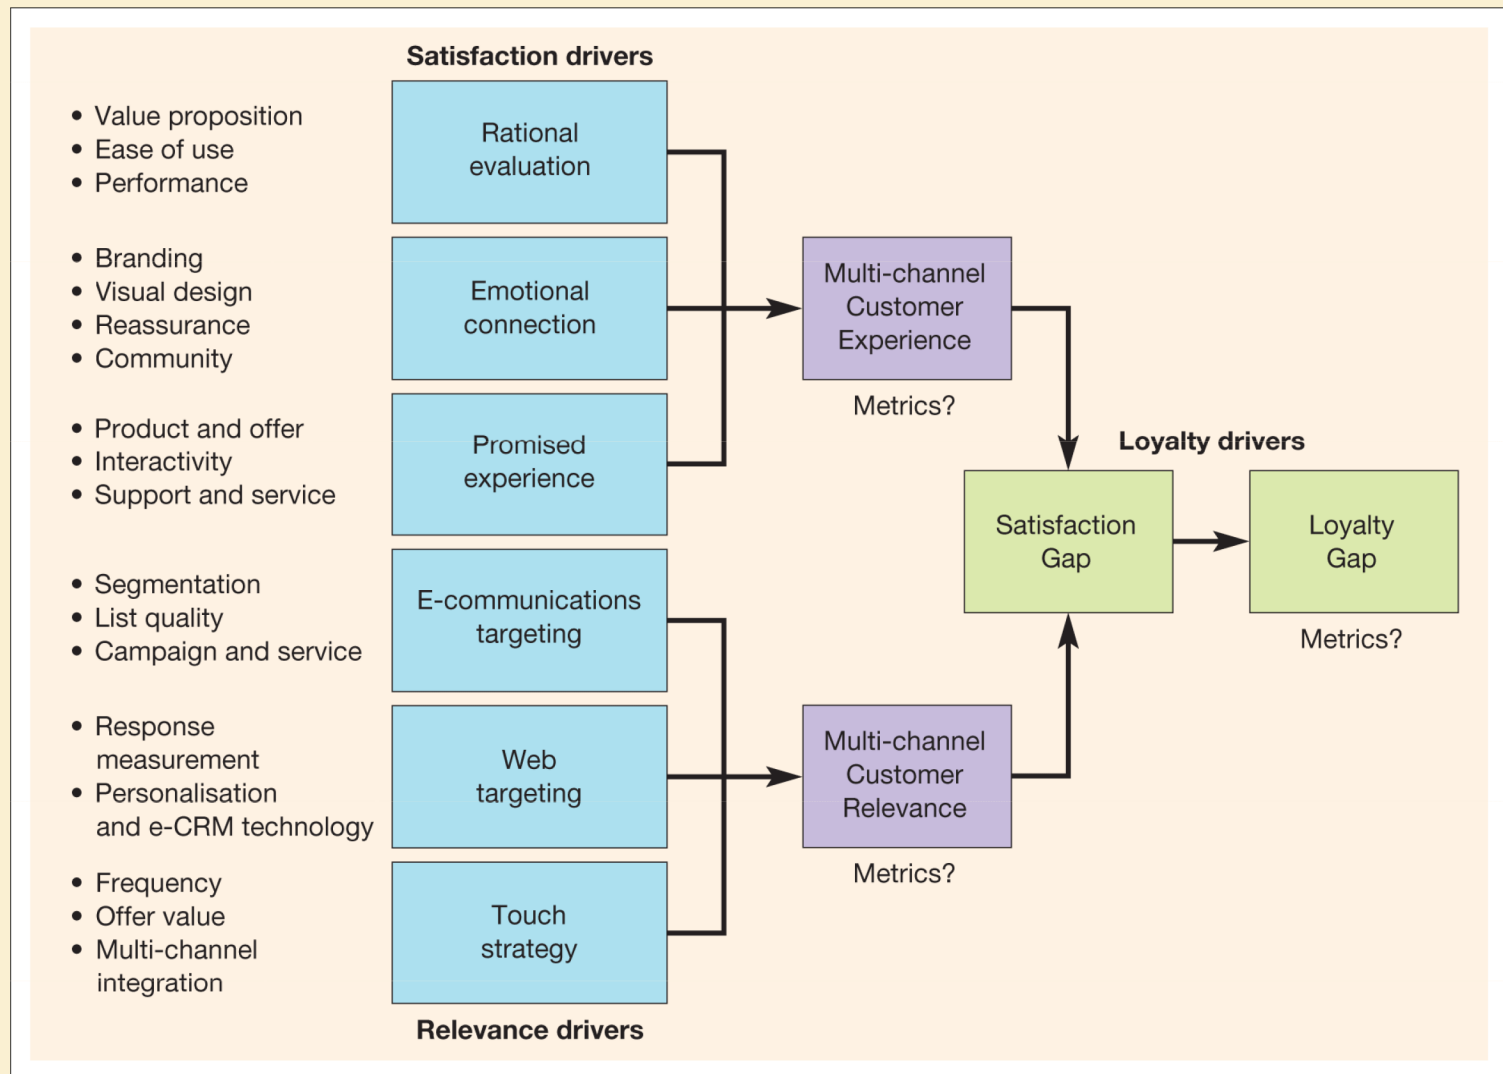 Satisfaction drivers
• Value proposition
• Ease of use
• Performance
Rational
evaluation
• Branding
• Visual design
• Reassurance
• Community
Emotional
connection
Multi-channel
Customer
Experience
Metrics?
• Product and offer
• Interactivity
• Support and service
Promised
experience
Loyalty drivers
Satisfaction
Gap
Loyalty
Gap
Metrics?
• Segmentation
• List quality
• Campaign and service
E-communications
targeting
• Response
measurement
• Personalisation
and e-CRM technology
Web
targeting
Multi-channel
Customer
Relevance
Metrics?
• Frequency
• Offer value
• Multi-channel
integration
Touch
strategy
Relevance drivers